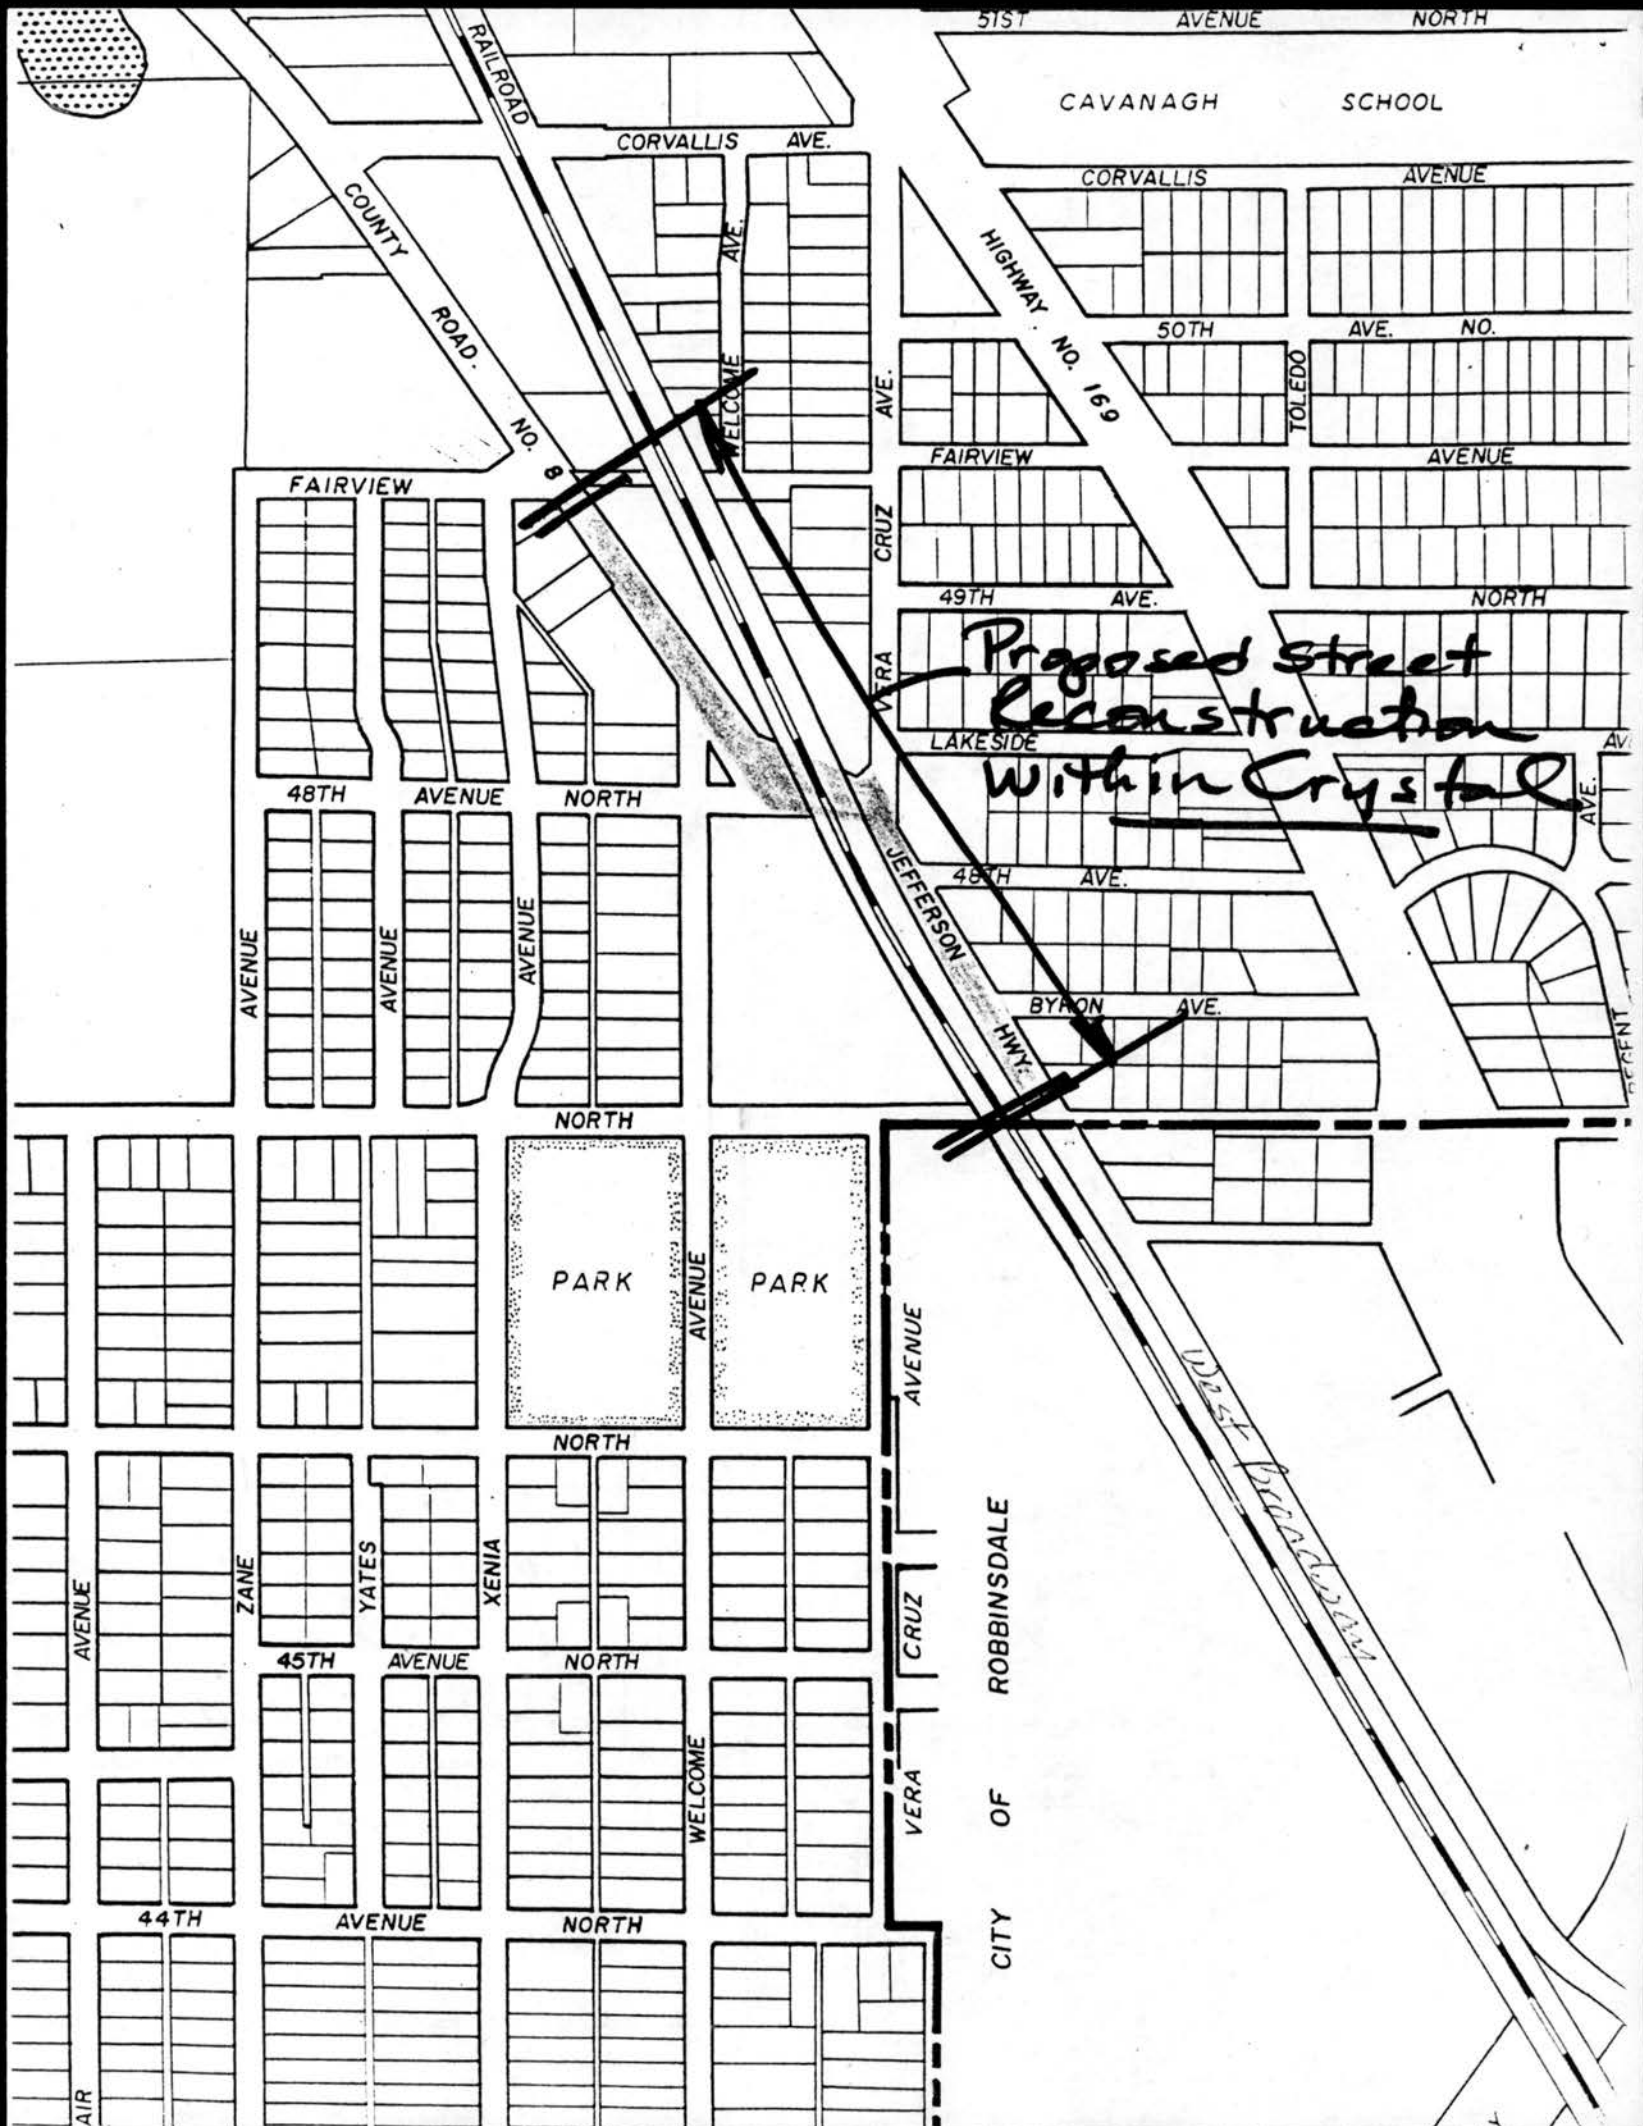 51ST AVENUE NORTH
RAILROAD
CAVANAGH SCHOOL
CORVALLIS AVE.
CORVALLIS AVENUE
COUNTY ROAD. NO. 8
WELCOME AVE.
HIGHWAY NO. 169
50TH AVE. NO.
TOLEDO
AVE.
FAIRVIEW
FAIRVIEW AVENUE
CRUZ
49TH AVE. NORTH
VERA
Proposed Street
Reconstruction
Within Crystal
LAKESIDE AV
AVE.
48TH AVENUE NORTH
JEFFERSON HWY.
48TH AVE.
AVENUE
AVENUE
AVENUE
BYRON AVE.
REGENT
NORTH
PARK
AVENUE
PARK
AVENUE
West Broadway
NORTH
ZANE
YATES
XENIA
AVENUE
CRUZ
CITY OF ROBBINSDALE
45TH AVENUE NORTH
WELCOME
VERA
44TH AVENUE NORTH
AIR